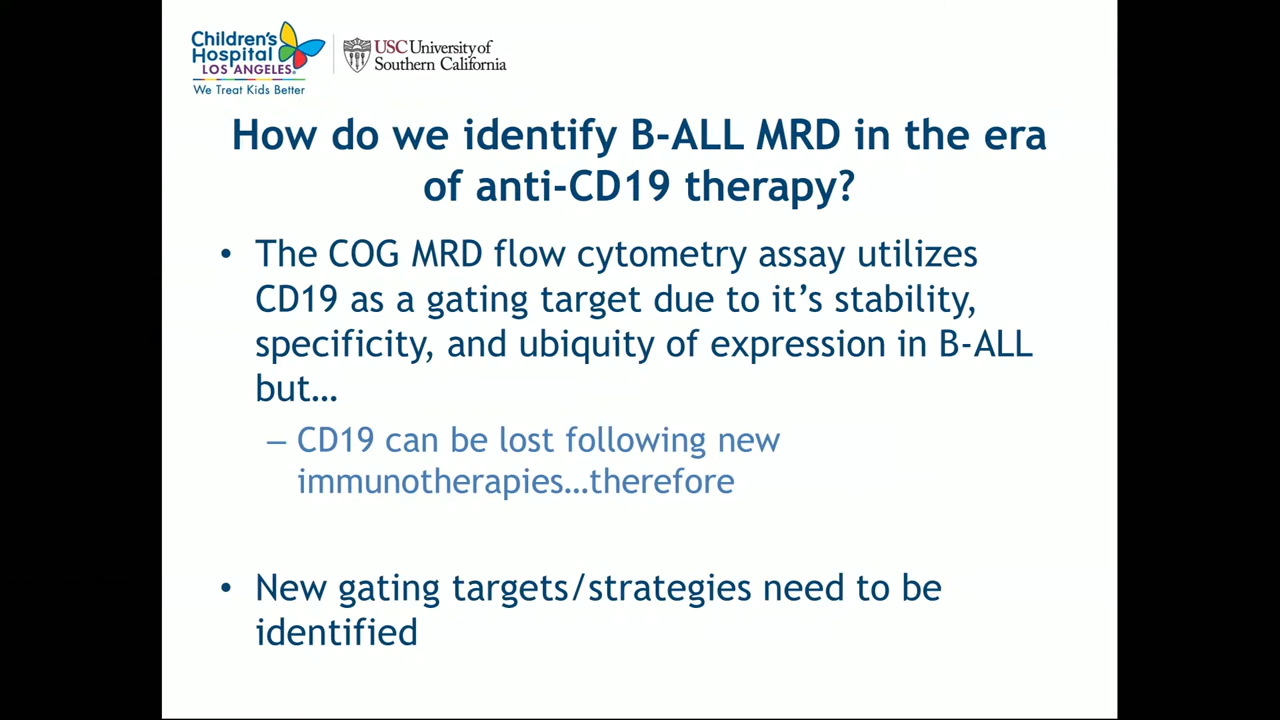 Children's
Hospital
LOS ANGELES
We Treat Kids Better
USC University of
Southern California
How do we identify B-ALL MRD in the era
of anti-CD19 therapy?
• The COG MRD flow cytometry assay utilizes
CD19 as a gating target due to it’s stability,
specificity, and ubiquity of expression in B-ALL
but…
– CD19 can be lost following new
immunotherapies…therefore
• New gating targets/strategies need to be
identified